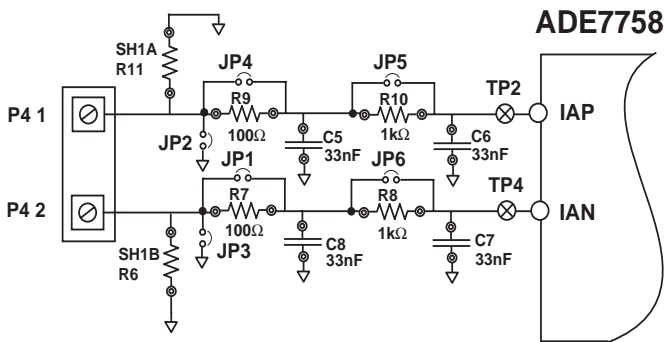 ADE7758
SH1A
R11
JP4
JP5
R9
R10
TP2
P4 1
IAP
JP2
100Ω
C5
33nF
1kΩ
C6
33nF
JP1
JP6
TP4
R7
R8
P4 2
IAN
100Ω
C8
33nF
1kΩ
C7
33nF
JP3
SH1B
R6